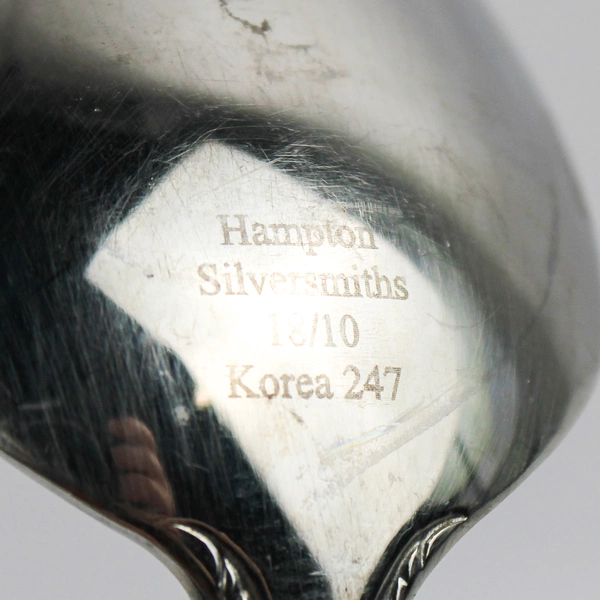 Hampton
Silversmiths
18/10
Korea 247